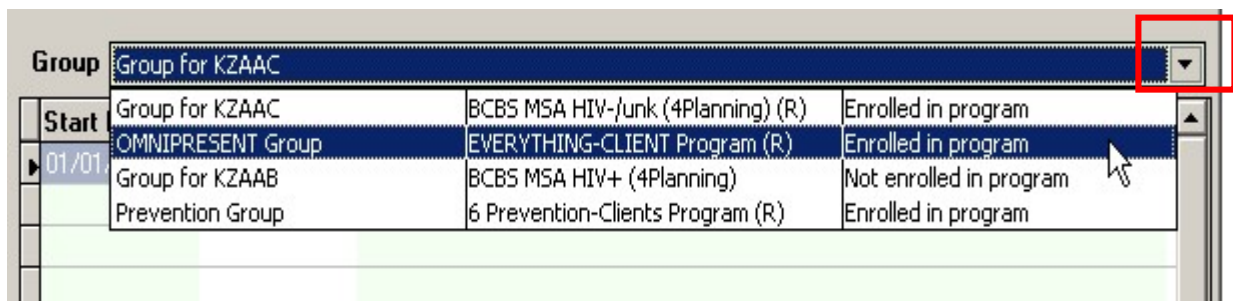 Group Group for KZAAC
Start Group for KZAAC BCBS MSA HIV-/unk (4Planning) (R) Enrolled in program
01/01/ OMNIPRESENT Group EVERYTHING-CLIENT Program (R) Enrolled in program
Group for KZAAB BCBS MSA HIV+ (4Planning) Not enrolled in program
Prevention Group 6 Prevention-Clients Program (R) Enrolled in program